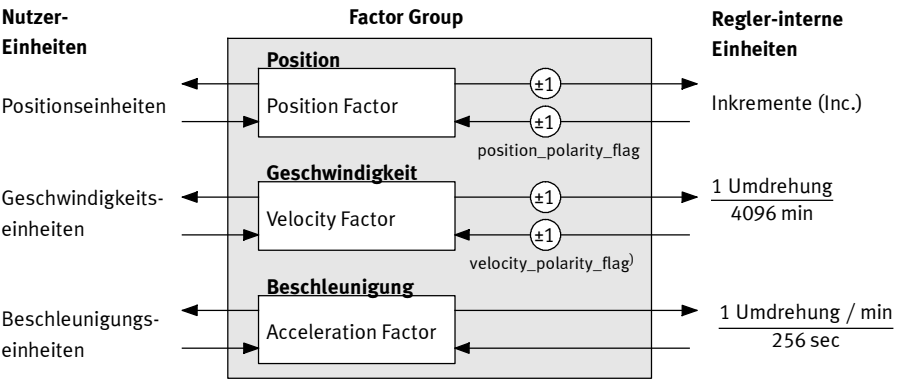 Nutzer-
Einheiten
Factor Group
Regler-interne
Einheiten
Position
Positionseinheiten
Position Factor
±1
±1
position_polarity_flag
Inkremente (Inc.)
Geschwindigkeit
Geschwindigkeits-
einheiten
Velocity Factor
±1
±1
velocity_polarity_flag)
1 Umdrehung
4096 min
Beschleunigung
Beschleunigungs-
einheiten
Acceleration Factor
1 Umdrehung / min
256 sec